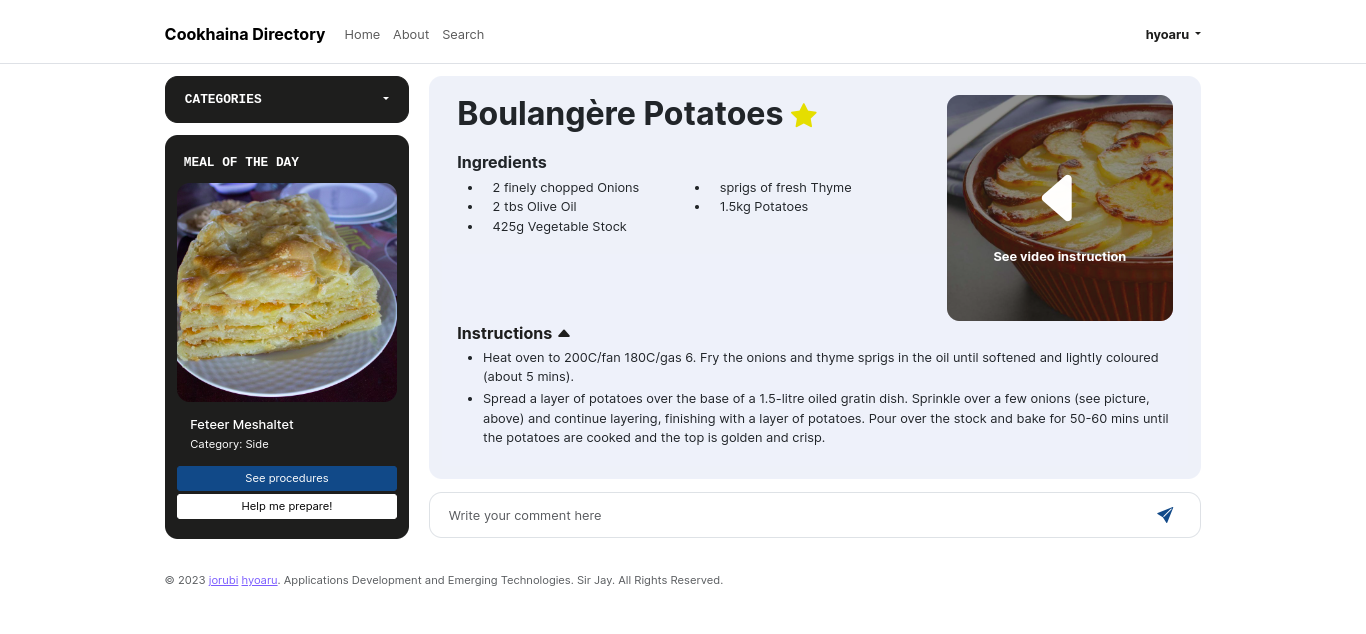 Cookhaina Directory
Home
About
Search
hyoaru
CATEGORIES
MEAL OF THE DAY
Feteer Meshaltet
Category: Side
See procedures
Help me prepare!
Boulangère Potatoes
Ingredients
2 finely chopped Onions
2 tbs Olive Oil
425g Vegetable Stock
sprigs of fresh Thyme
1.5kg Potatoes
See video instruction
Instructions
Heat oven to 200C/fan 180C/gas 6. Fry the onions and thyme sprigs in the oil until softened and lightly coloured
(about 5 mins).
Spread a layer of potatoes over the base of a 1.5-litre oiled gratin dish. Sprinkle over a few onions (see picture,
above) and continue layering, finishing with a layer of potatoes. Pour over the stock and bake for 50-60 mins until
the potatoes are cooked and the top is golden and crisp.
Write your comment here
© 2023 jorubi hyoaru. Applications Development and Emerging Technologies. Sir Jay. All Rights Reserved.